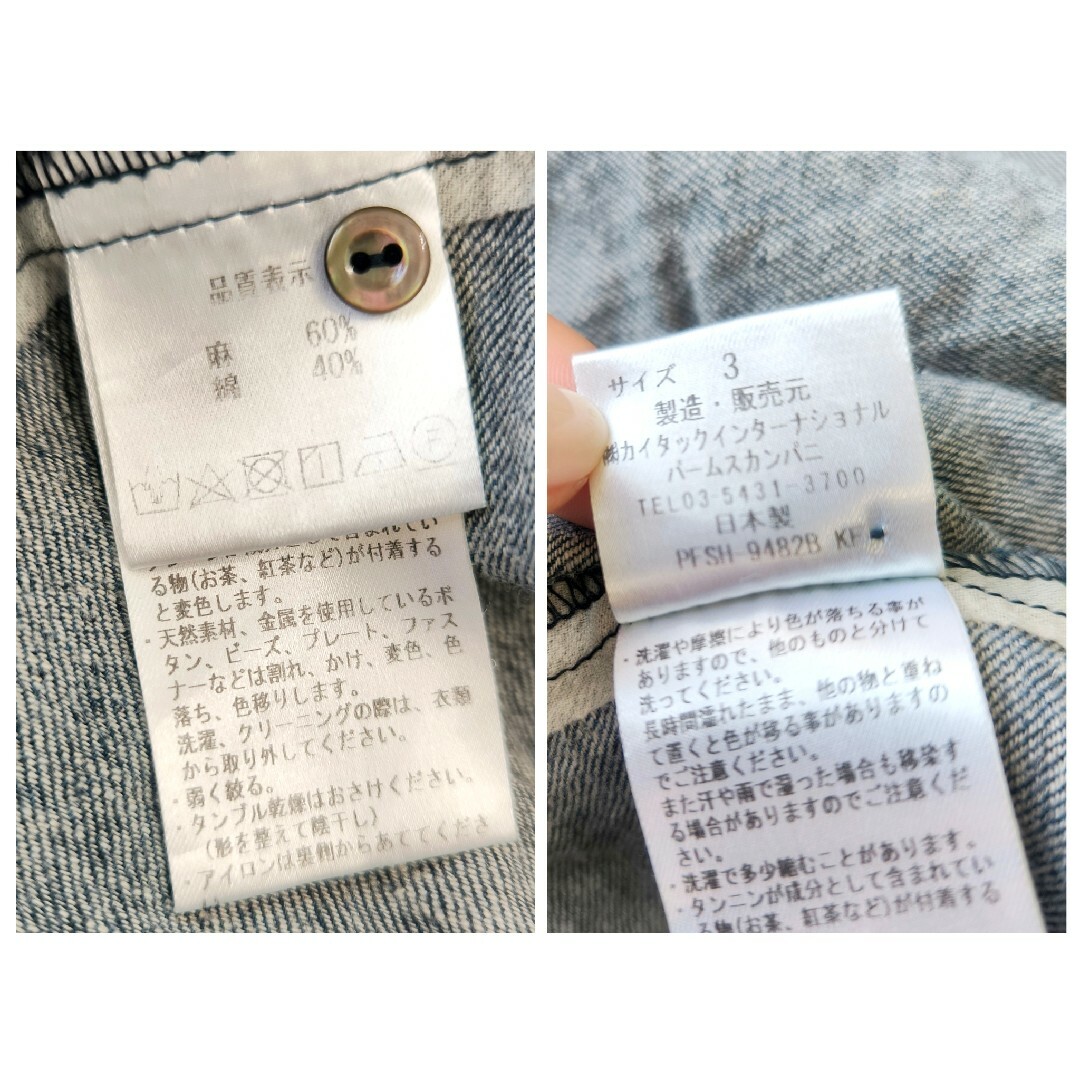 品質表示
麻 60%
綿 40%
る物(お茶、紅茶など)が付着する
と変色します。
・天然素材、金属を使用しているボ
タン、ビーズ、プレート、ファス
ナーなどは割れ、かけ、変色、色
落ち、色移りします。
洗濯、クリーニングの際は、衣類
から取り外してください。
・弱く絞る。
・タンブル乾燥はおさけください。
(形を整えて陰干し)
・アイロンは裏側からあててくださ
サイズ 3
製造・販売元
㈱カイタックインターナショナル
パームスカンパニ
TEL03-5431-3700
日本製
PFSH-9482B KF
・洗濯や摩擦により色が落ちる事が
ありますので、他のものと分けて
洗ってください。
長時間濡れたまま、他の物と重ね
て置くと色が移る事がありますの
でご注意ください。
また汗や雨で湿った場合も移染す
る場合がありますのでご注意くだ
さい。
・洗濯で多少縮むことがあります。
・タンニンが成分として含まれてい
る物(お茶、紅茶など)が付着する